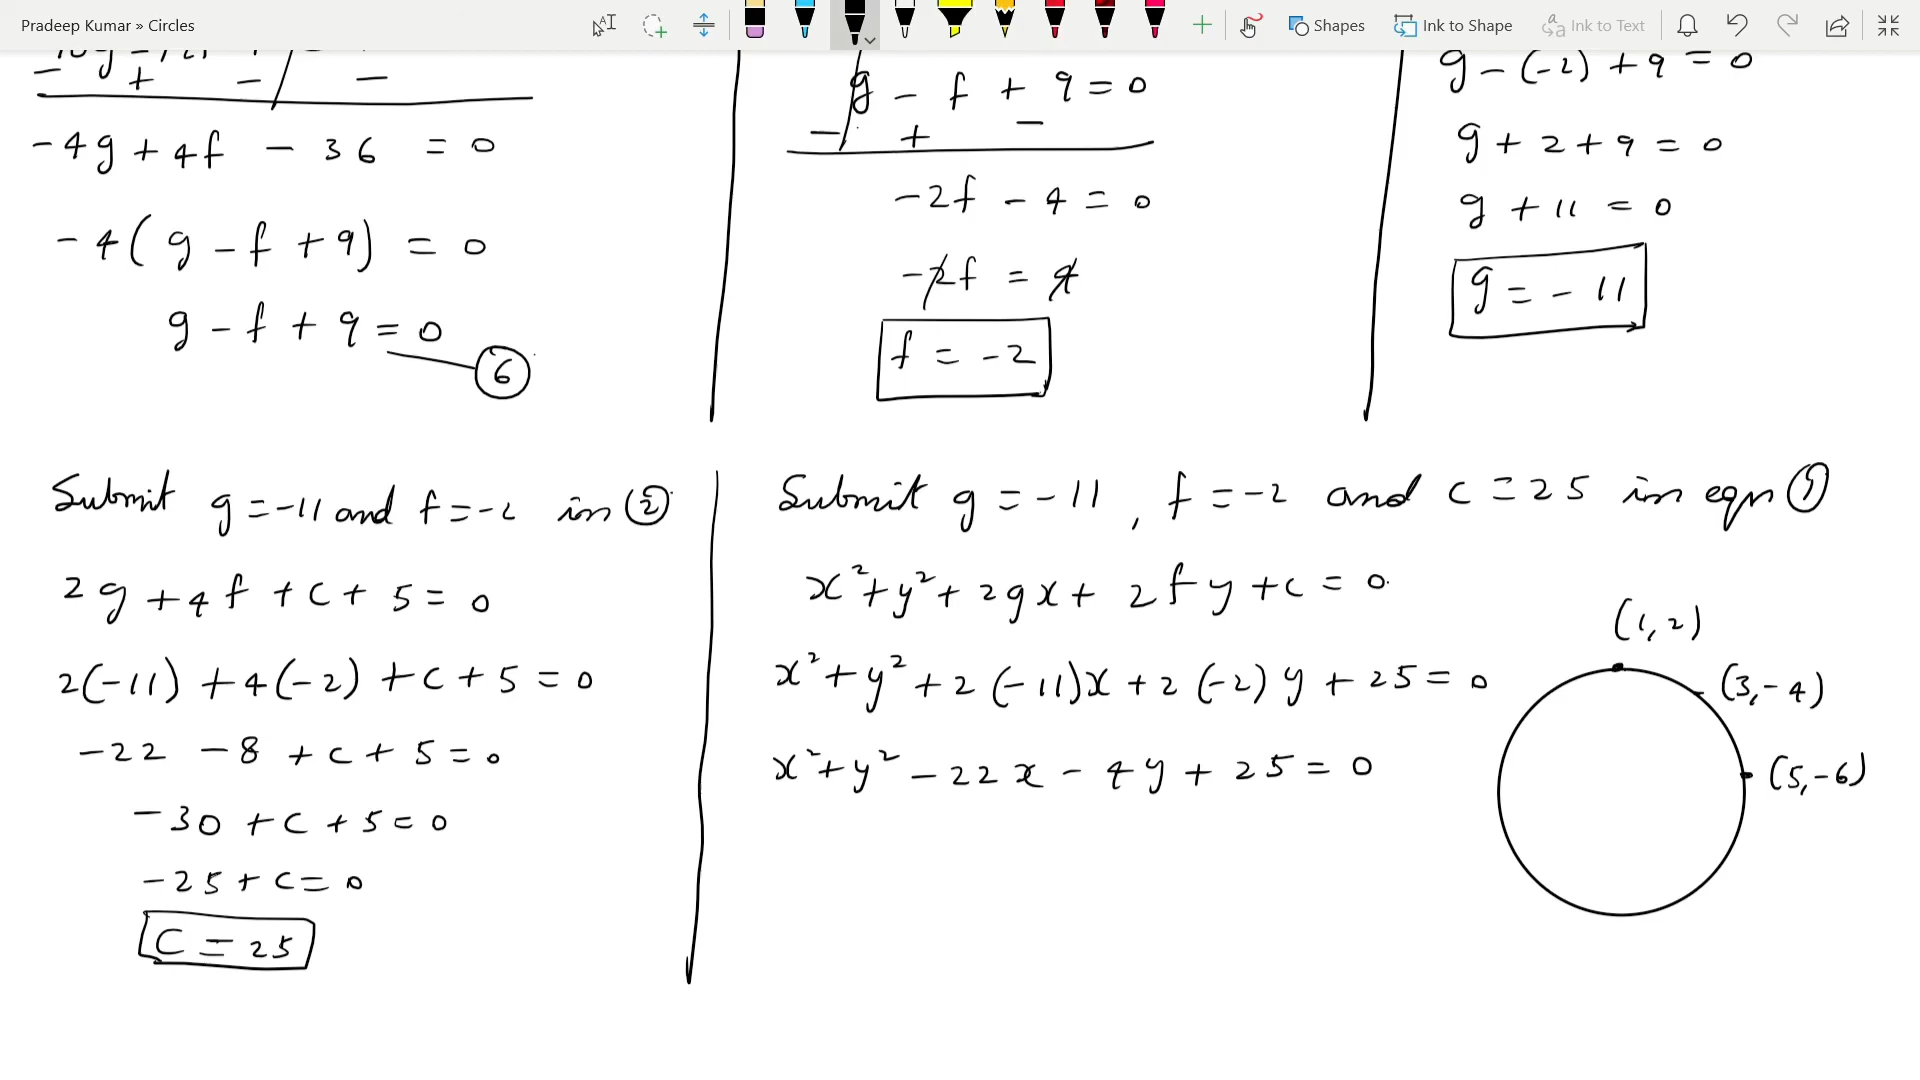 Pradeep Kumar » Circles
Shapes
Ink to Shape
Ink to Text
- + - / -
-4g + 4f - 36 = 0
-4(g - f + 9) = 0
g - f + 9 = 0
6
g - f + 9 = 0
- + -
-2f - 4 = 0
-2f = 4
f = -2
g - (-2) + 9 = 0
g + 2 + 9 = 0
g + 11 = 0
g = -11
Submit g = -11 and f = -2 in ②
2g + 4f + c + 5 = 0
2(-11) + 4(-2) + c + 5 = 0
-22 - 8 + c + 5 = 0
-30 + c + 5 = 0
-25 + c = 0
C = 25
Submit g = -11, f = -2 and c = 25 in eqn ①
x² + y² + 2gx + 2fy + c = 0
x² + y² + 2(-11)x + 2(-2)y + 25 = 0
x² + y² - 22x - 4y + 25 = 0
(1, 2)
(3, -4)
(5, -6)